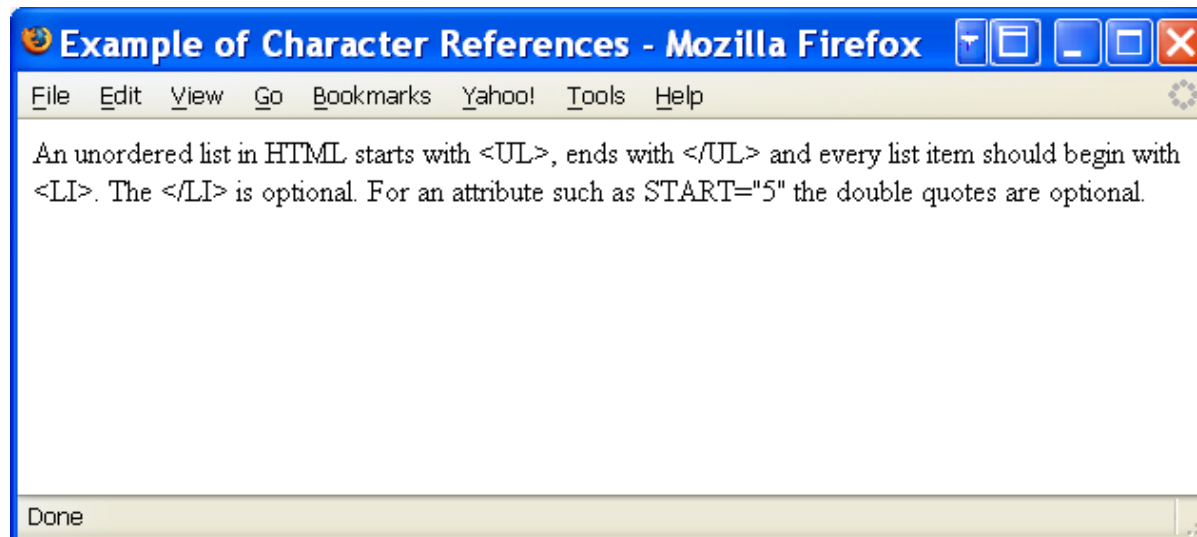 Example of Character References - Mozilla Firefox
File Edit View Go Bookmarks Yahoo! Tools Help
An unordered list in HTML starts with <UL>, ends with </UL> and every list item should begin with
<LI>. The </LI> is optional. For an attribute such as START="5" the double quotes are optional.
Done